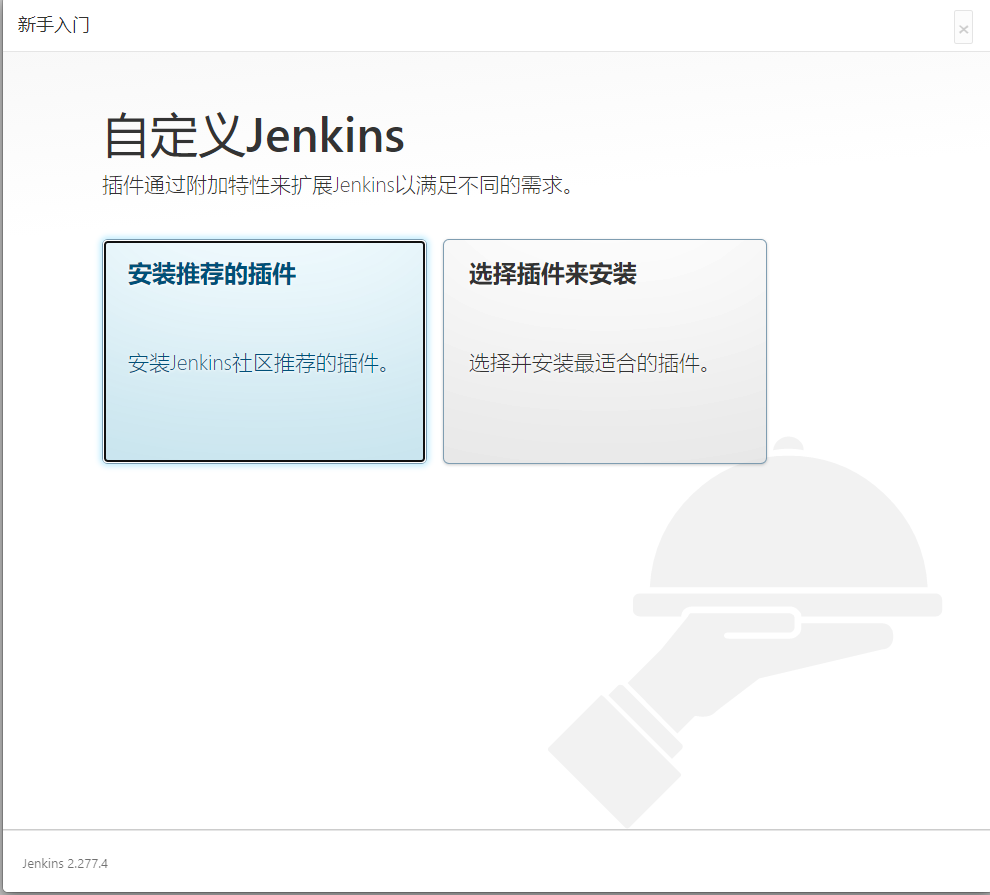 新手入门
×
自定义Jenkins
插件通过附加特性来扩展Jenkins以满足不同的需求。
安装推荐的插件
选择插件来安装
安装Jenkins社区推荐的插件。
选择并安装最适合的插件。
Jenkins 2.277.4